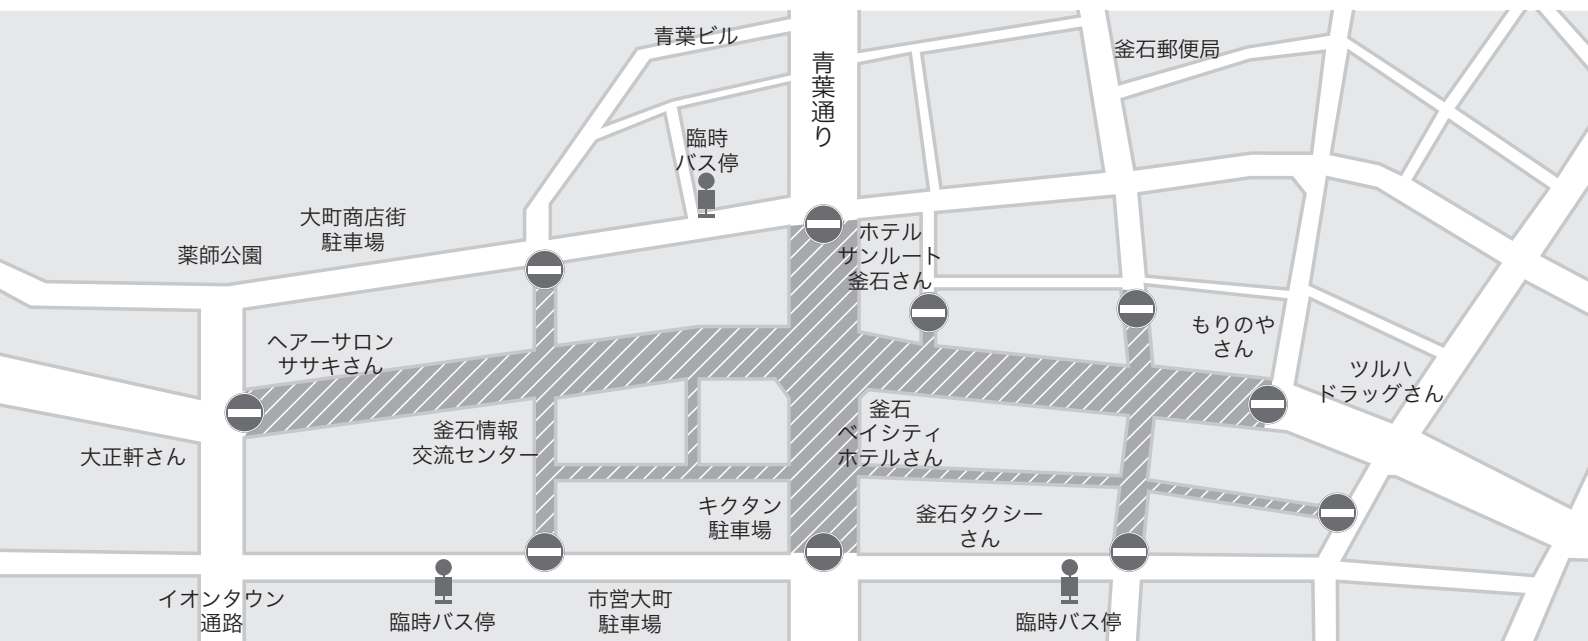 青葉ビル
青葉通り
釜石郵便局
臨時
バス停
大町商店街
駐車場
薬師公園
ホテル
サンルート
釜石さん
ヘアーサロン
ササキさん
もりのや
さん
ツルハ
ドラッグさん
大正軒さん
釜石情報
交流センター
釜石
ベイシティ
ホテルさん
キクタン
駐車場
釜石タクシー
さん
イオンタウン
通路
臨時バス停
市営大町
駐車場
臨時バス停